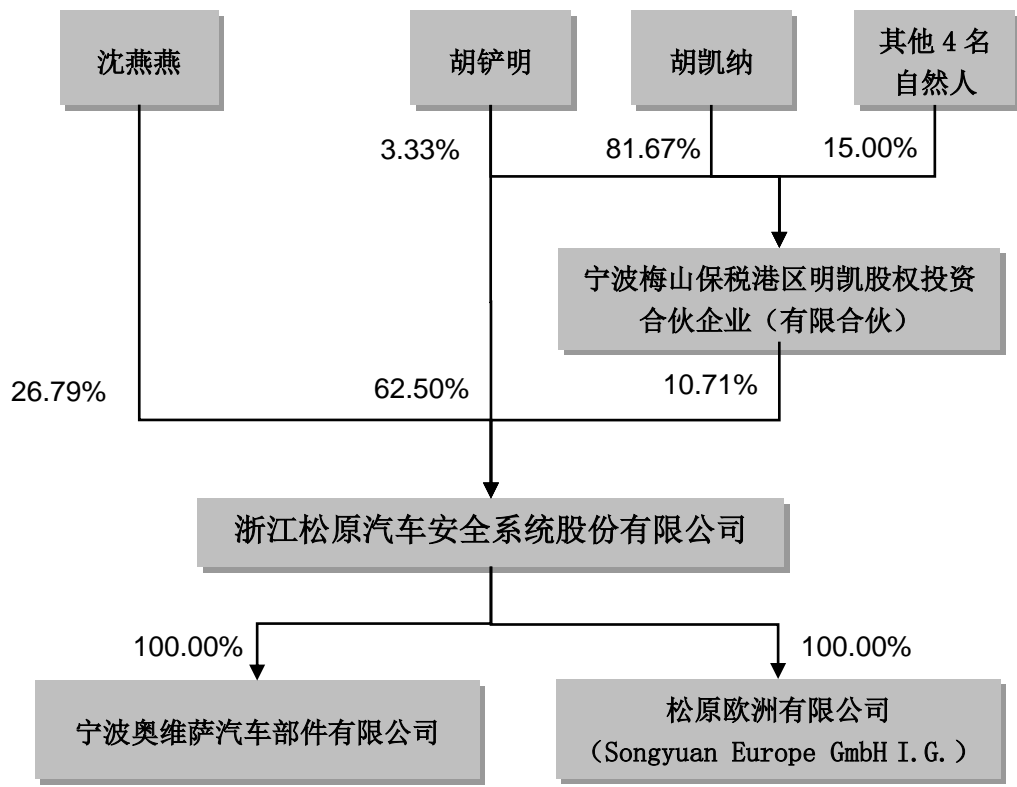 沈燕燕
胡铲明
胡凯纳
其他 4 名
自然人
3.33%
81.67%
15.00%
宁波梅山保税港区明凯股权投资
合伙企业（有限合伙）
26.79%
62.50%
10.71%
浙江松原汽车安全系统股份有限公司
100.00%
100.00%
宁波奥维萨汽车部件有限公司
松原欧洲有限公司
（Songyuan Europe GmbH I.G.）